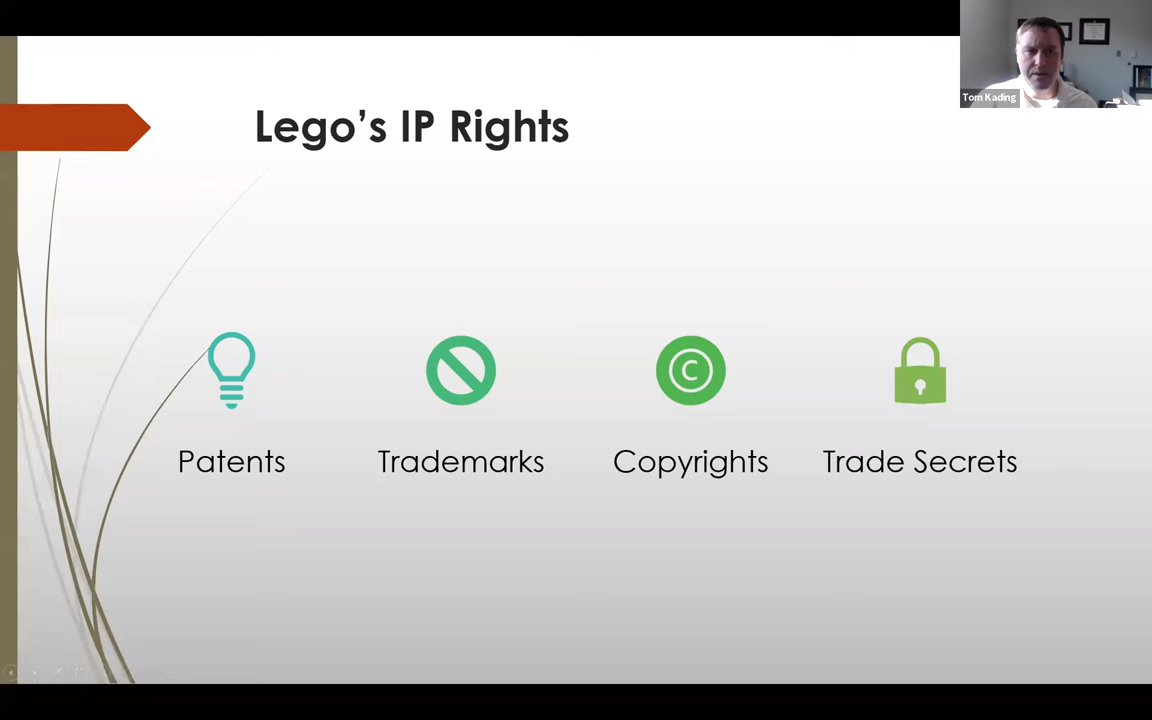 Tom Kading
Lego’s IP Rights
C
Patents
Trademarks
Copyrights
Trade Secrets